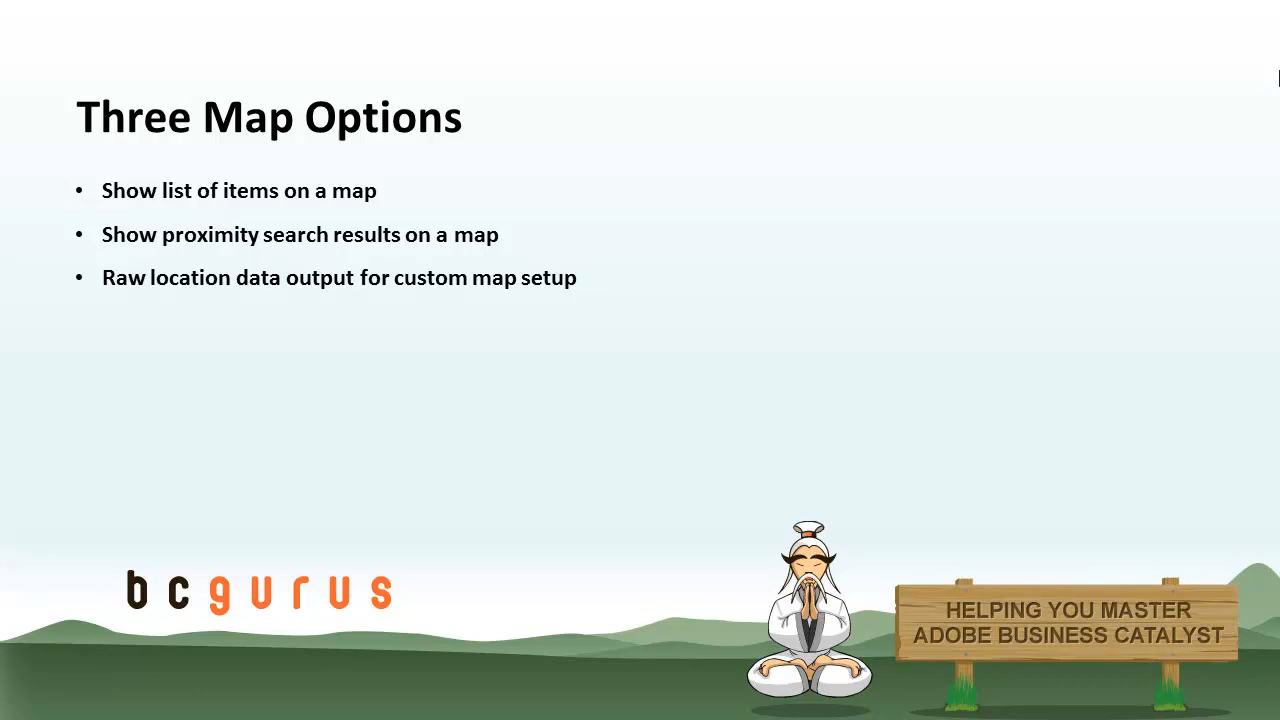 Three Map Options
• Show list of items on a map
• Show proximity search results on a map
• Raw location data output for custom map setup
bcgurus
HELPING YOU MASTER
ADOBE BUSINESS CATALYST